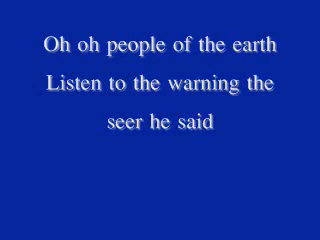 Oh oh people of the earth
Listen to the warning the
seer he said